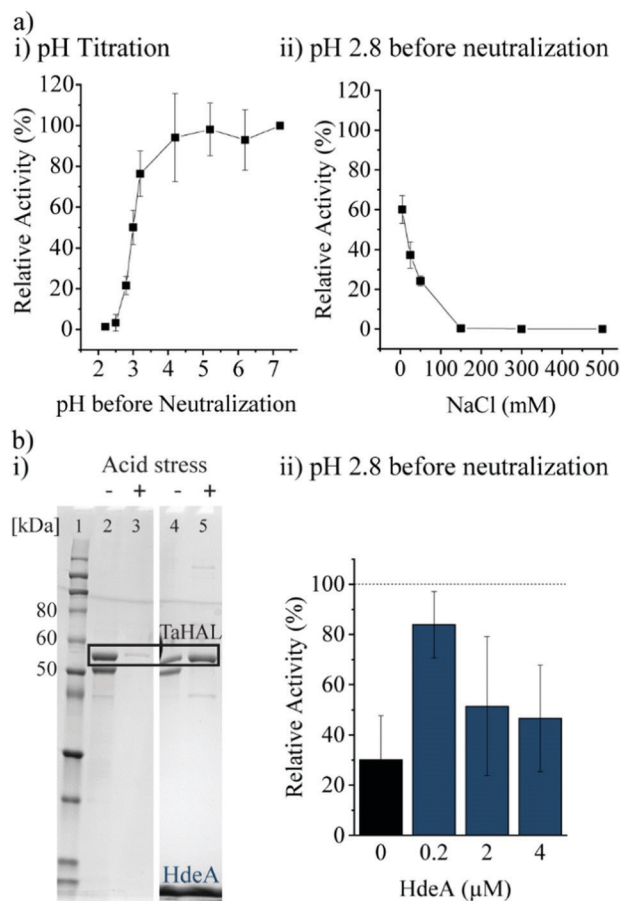 a)
i) pH Titration
ii) pH 2.8 before neutralization
Relative Activity (%)
120
100
80
60
40
20
0
2 3 4 5 6 7
pH before Neutralization
Relative Activity (%)
120
100
80
60
40
20
0
0 100 200 300 400 500
NaCl (mM)
b)
i)
Acid stress
- + - +
[kDa] 1 2 3 4 5
80
60
50
TaHAL
HdeA
ii) pH 2.8 before neutralization
Relative Activity (%)
100
80
60
40
20
0
0 0.2 2 4
HdeA (µM)